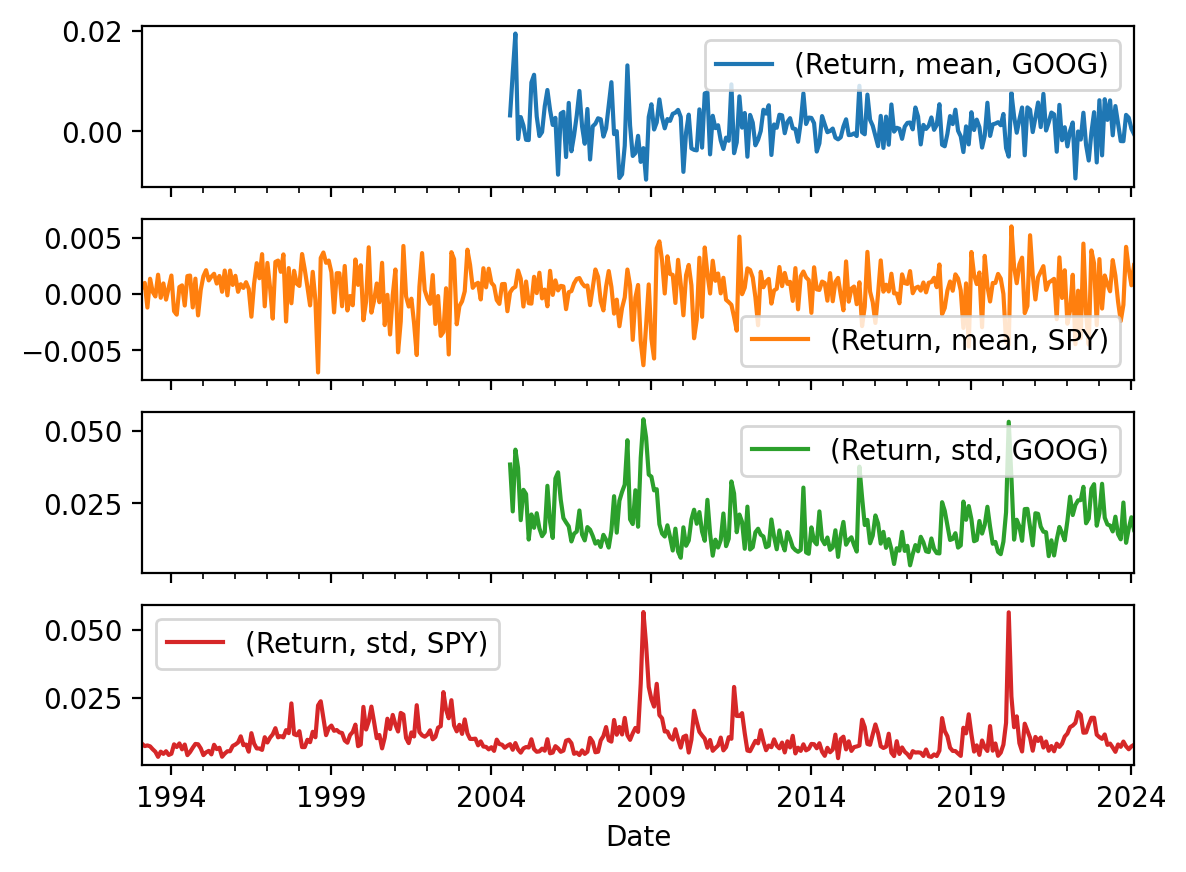 0.02
0.00
(Return, mean, GOOG)
0.005
0.000
−0.005
(Return, mean, SPY)
0.050
0.025
(Return, std, GOOG)
0.050
0.025
(Return, std, SPY)
1994 1999 2004 2009 2014 2019 2024
Date